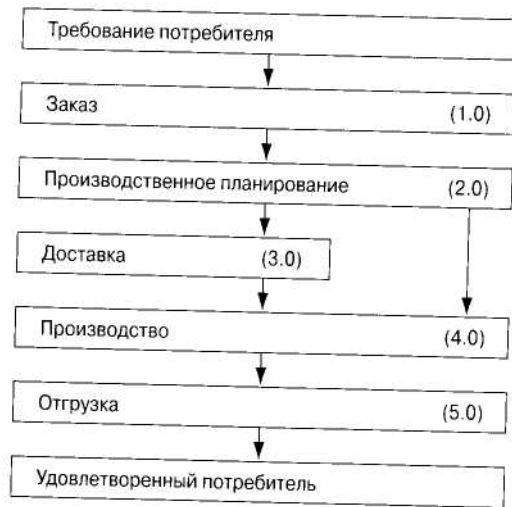 Требование потребителя
Заказ (1.0)
Производственное планирование (2.0)
Доставка (3.0)
Производство (4.0)
Отгрузка (5.0)
Удовлетворенный потребитель